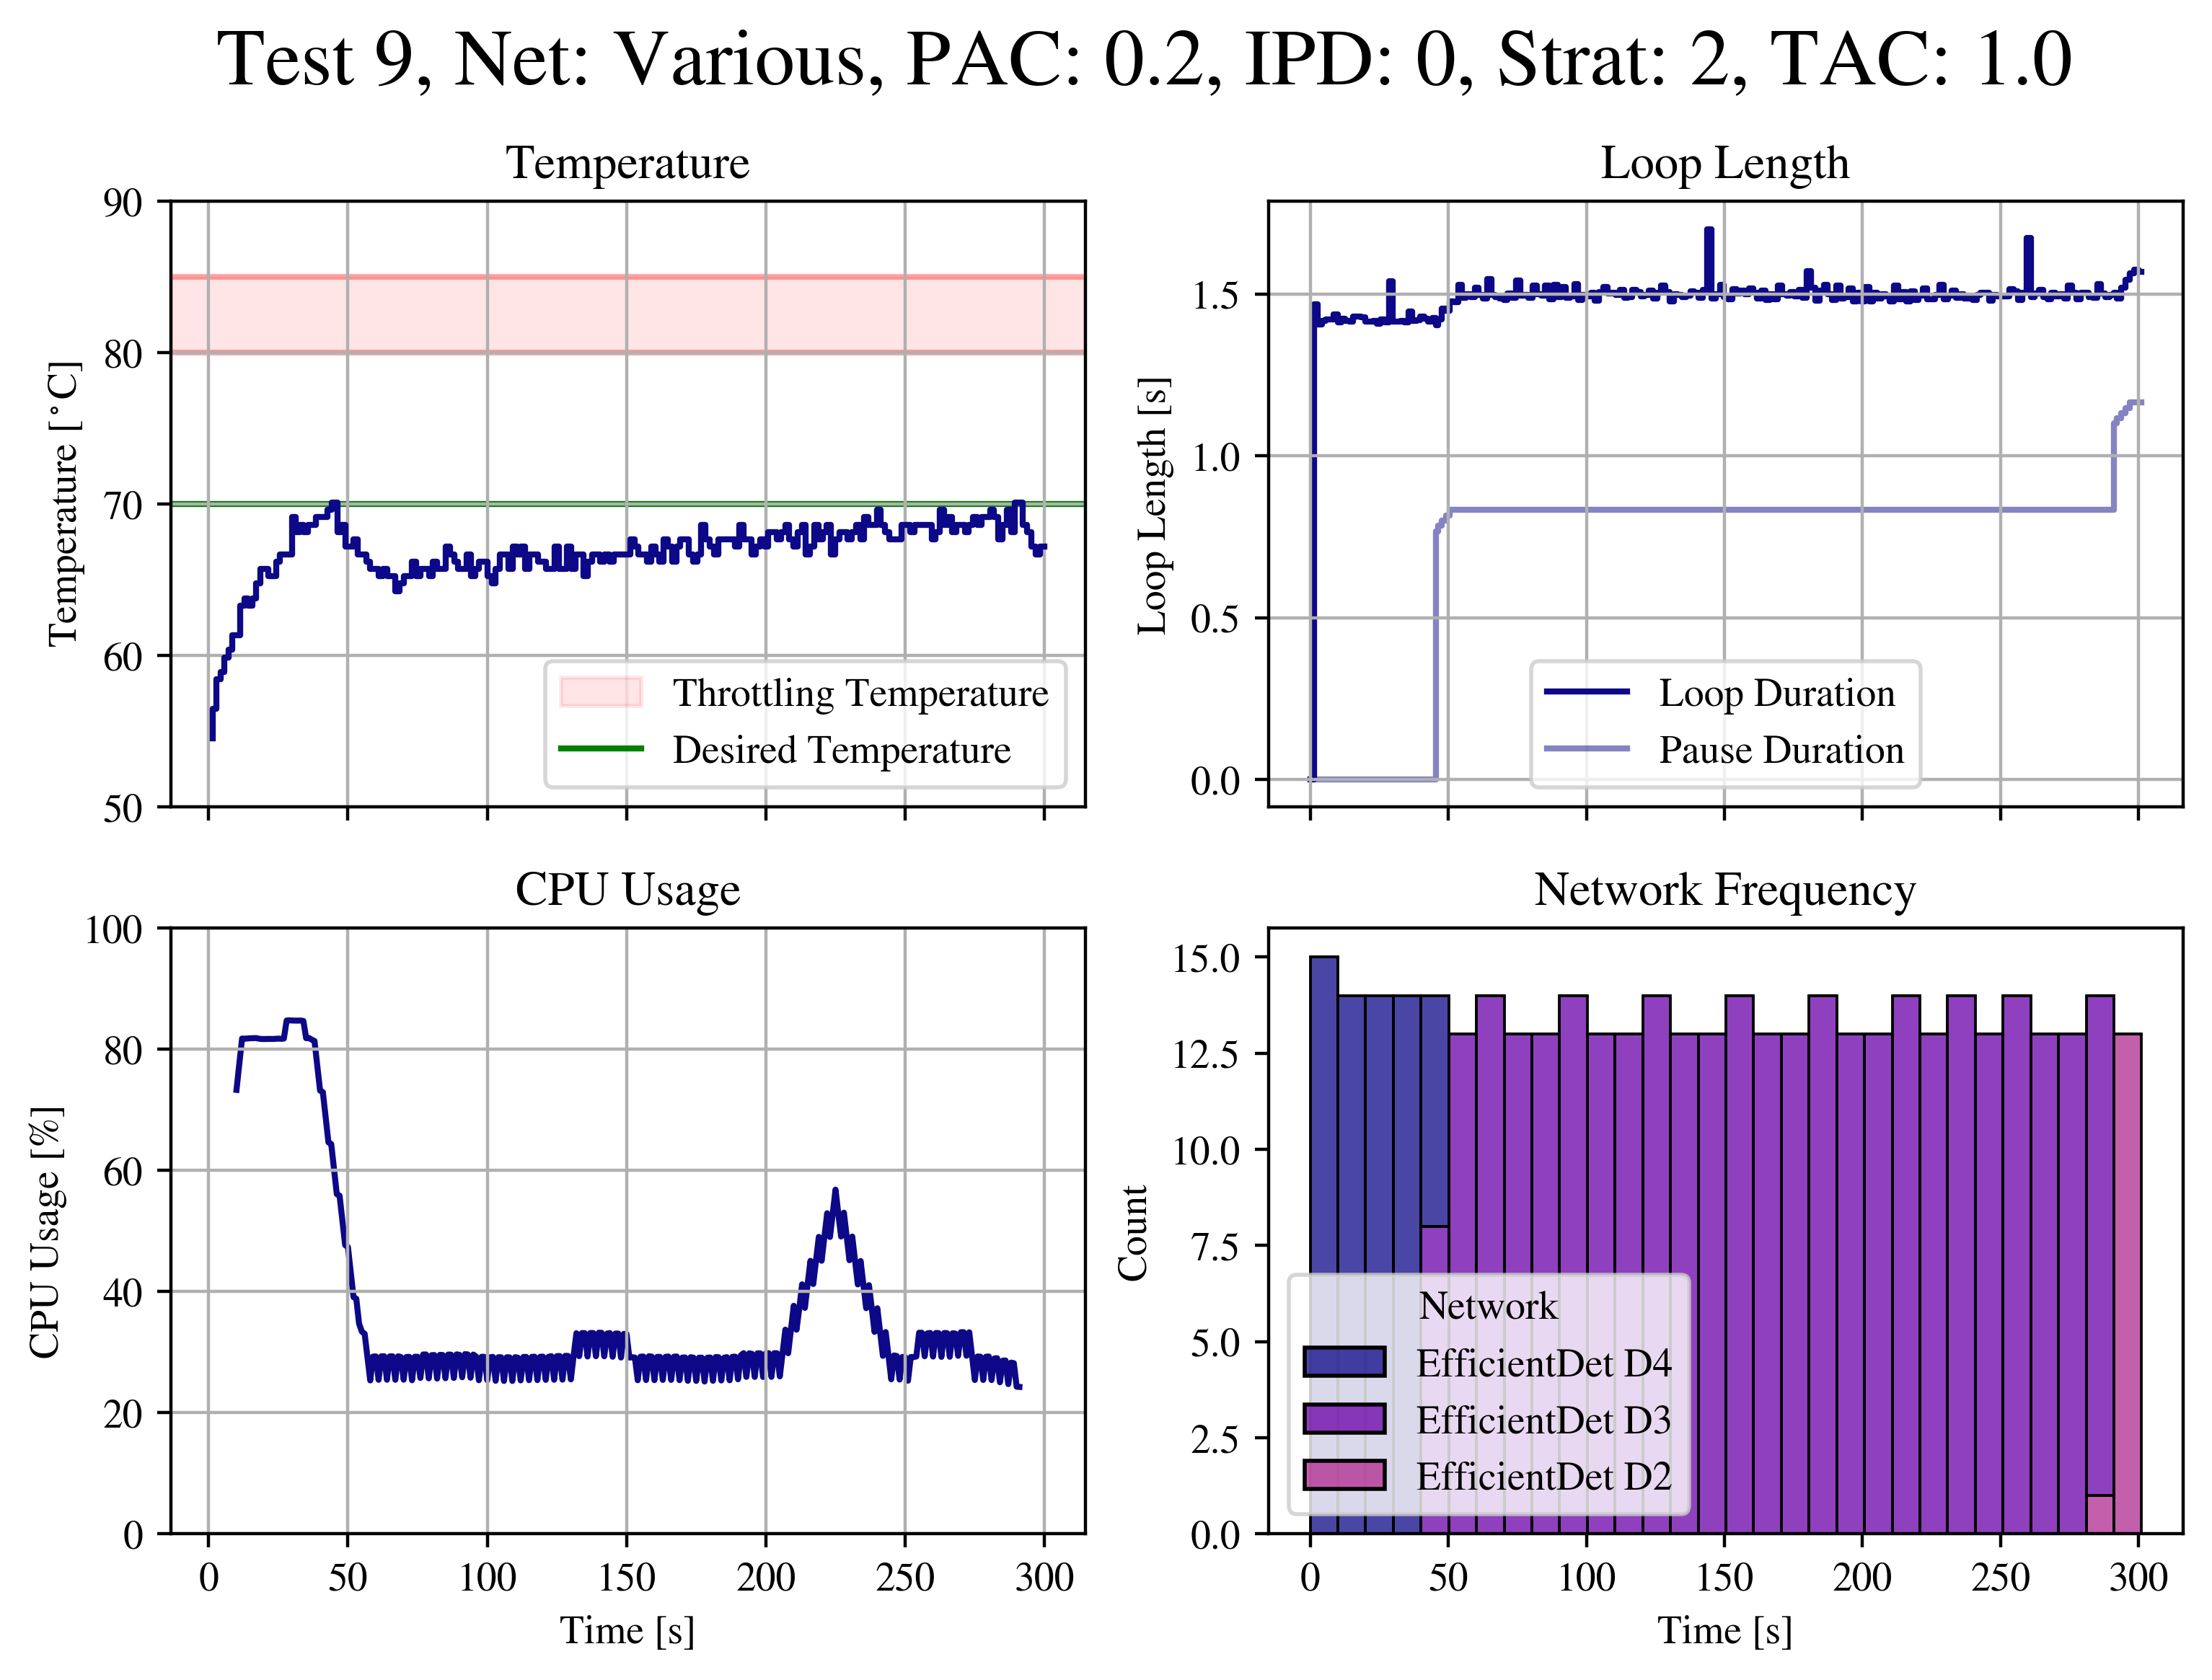 Test 9, Net: Various, PAC: 0.2, IPD: 0, Strat: 2, TAC: 1.0
Temperature
90
80
70
60
50
Temperature [°C]
Throttling Temperature
Desired Temperature
Loop Length
1.5
1.0
0.5
0.0
Loop Length [s]
Loop Duration
Pause Duration
CPU Usage
100
80
60
40
20
0
CPU Usage [%]
0 50 100 150 200 250 300
Time [s]
Network Frequency
15.0
12.5
10.0
7.5
5.0
2.5
0.0
Count
Network
EfficientDet D4
EfficientDet D3
EfficientDet D2
0 50 100 150 200 250 300
Time [s]